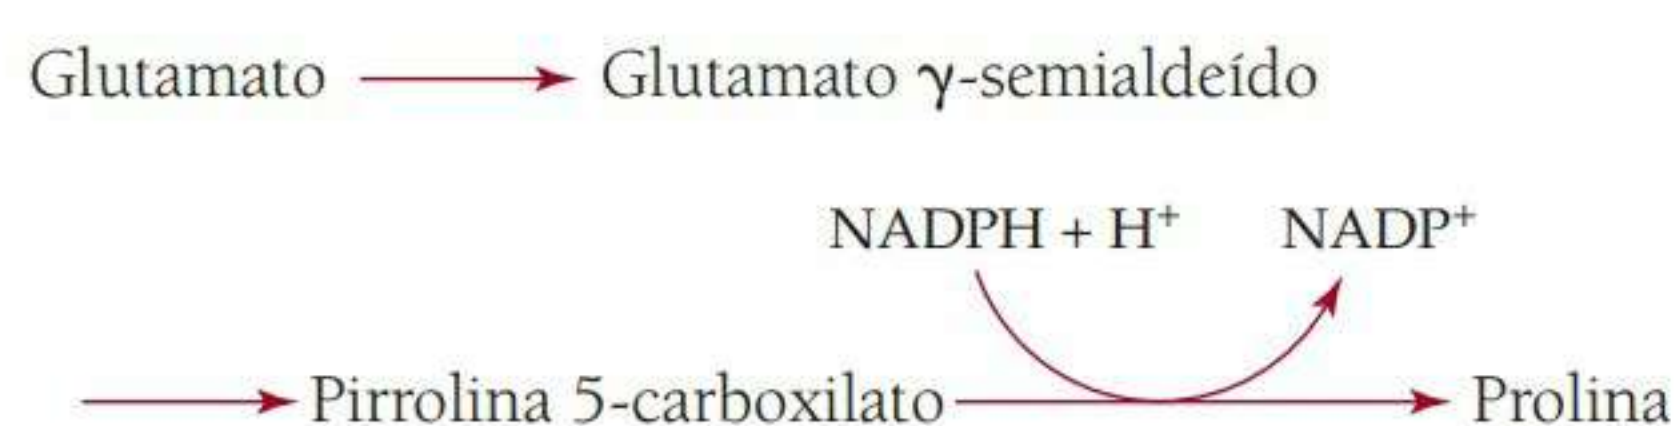 Glutamato → Glutamato γ-semialdeído
NADPH + H⁺ NADP⁺
→ Pirrolina 5-carboxilato → Prolina